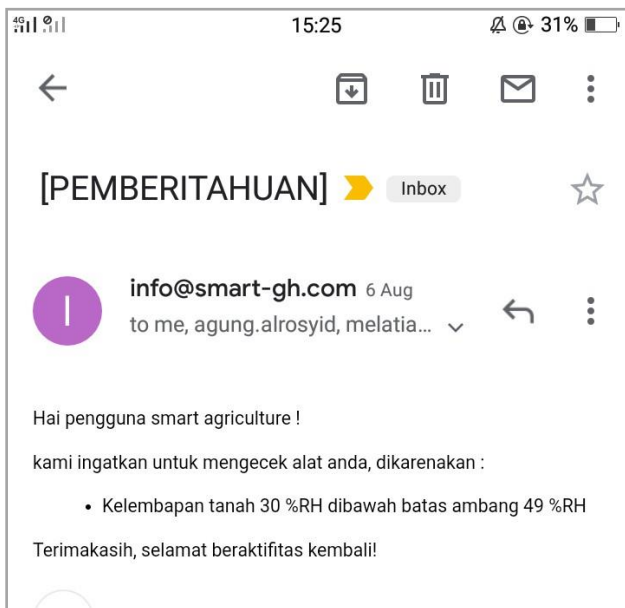 4G 15:25 31%
[PEMBERITAHUAN] Inbox
I info@smart-gh.com 6 Aug
to me, agung.alrosyid, melatia...
Hai pengguna smart agriculture !
kami ingatkan untuk mengecek alat anda, dikarenakan :
• Kelembapan tanah 30 %RH dibawah batas ambang 49 %RH
Terimakasih, selamat beraktifitas kembali!